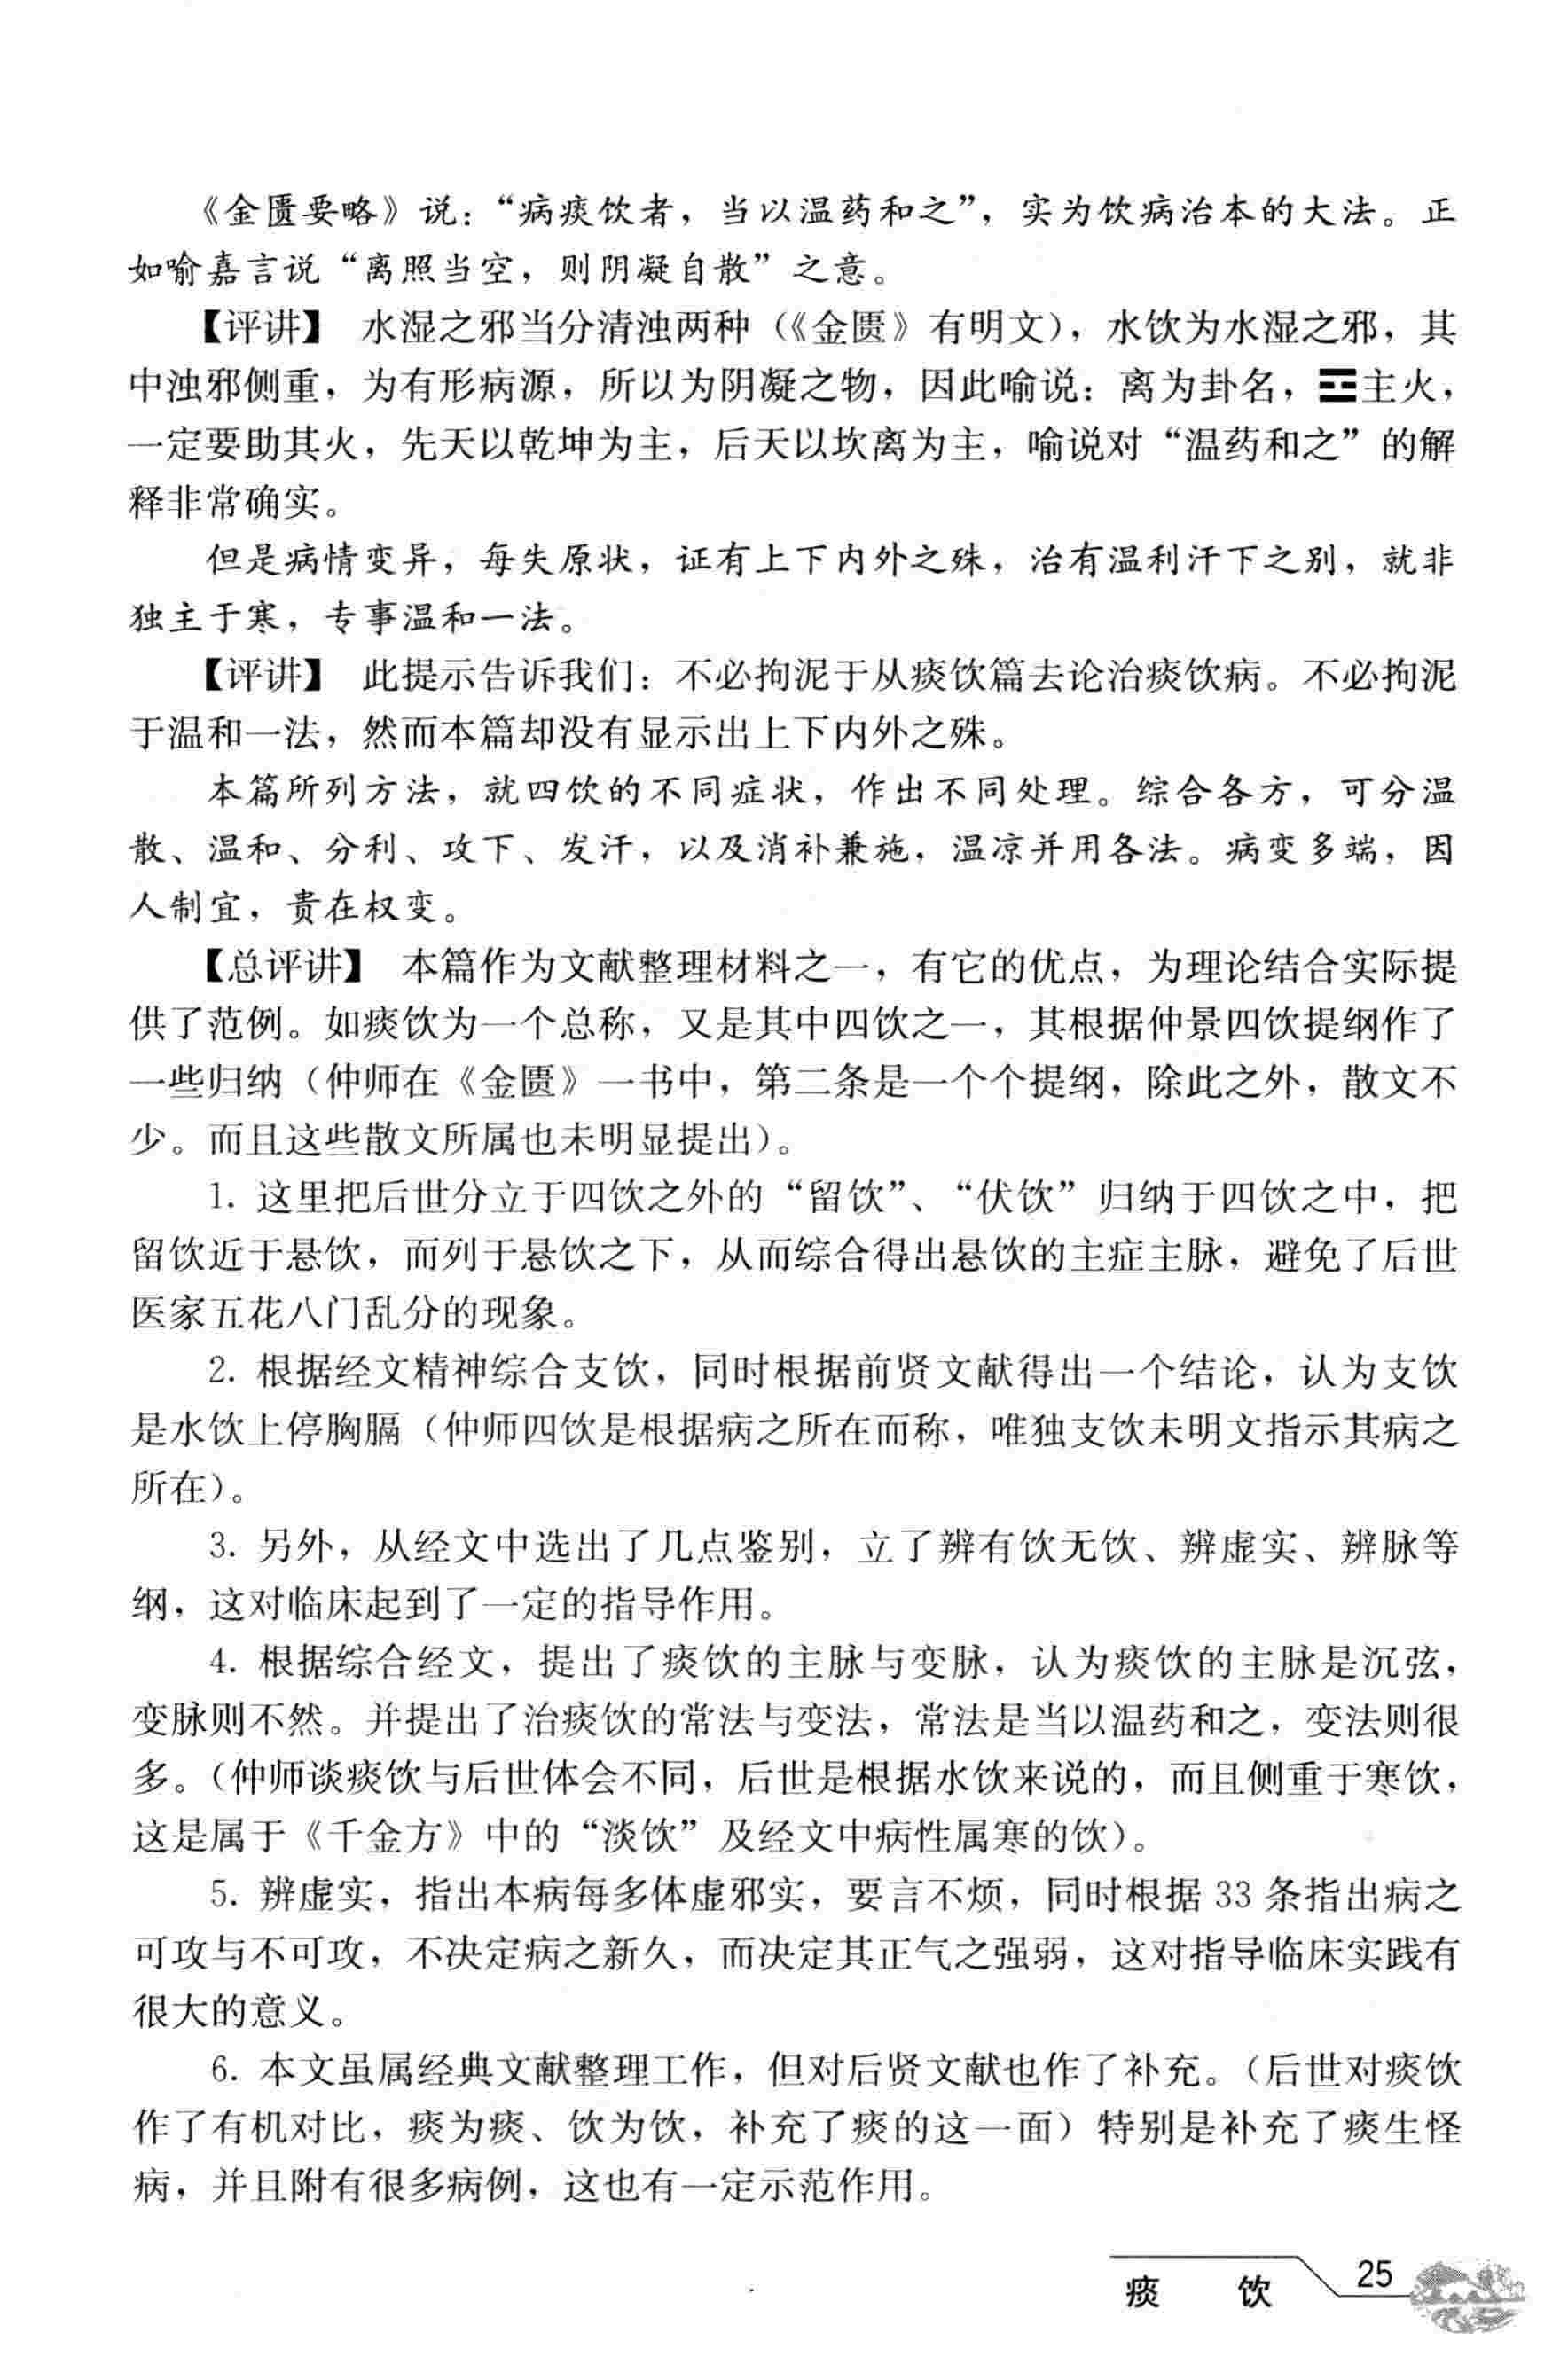 《金匮要略》说：“病痰饮者，当以温药和之”，实为饮病治本的大法。正
如喻嘉言说“离照当空，则阴凝自散”之意。
【评讲】 水湿之邪当分清浊两种（《金匮》有明文），水饮为水湿之邪，其
中浊邪侧重，为有形病源，所以为阴凝之物，因此喻说：离为卦名，☲主火，
一定要助其火，先天以乾坤为主，后天以坎离为主，喻说对“温药和之”的解
释非常确实。
但是病情变异，每失原状，证有上下内外之殊，治有温利汗下之别，就非
独主于寒，专事温和一法。
【评讲】 此提示告诉我们：不必拘泥于从痰饮篇去论治痰饮病。不必拘泥
于温和一法，然而本篇却没有显示出上下内外之殊。
本篇所列方法，就四饮的不同症状，作出不同处理。综合各方，可分温
散、温和、分利、攻下、发汗，以及消补兼施，温凉并用各法。病变多端，因
人制宜，贵在权变。
【总评讲】 本篇作为文献整理材料之一，有它的优点，为理论结合实际提
供了范例。如痰饮为一个总称，又是其中四饮之一，其根据仲景四饮提纲作了
一些归纳（仲师在《金匮》一书中，第二条是一个个提纲，除此之外，散文不
少。而且这些散文所属也未明显提出）。
1. 这里把后世分立于四饮之外的“留饮”、“伏饮”归纳于四饮之中，把
留饮近于悬饮，而列于悬饮之下，从而综合得出悬饮的主症主脉，避免了后世
医家五花八门乱分的现象。
2. 根据经文精神综合支饮，同时根据前贤文献得出一个结论，认为支饮
是水饮上停胸膈（仲师四饮是根据病之所在而称，唯独支饮未明文指示其病之
所在）。
3. 另外，从经文中选出了几点鉴别，立了辨有饮无饮、辨虚实、辨脉等
纲，这对临床起到了一定的指导作用。
4. 根据综合经文，提出了痰饮的主脉与变脉，认为痰饮的主脉是沉弦，
变脉则不然。并提出了治痰饮的常法与变法，常法是当以温药和之，变法则很
多。（仲师谈痰饮与后世体会不同，后世是根据水饮来说的，而且侧重于寒饮，
这是属于《千金方》中的“淡饮”及经文中病性属寒的饮）。
5. 辨虚实，指出本病每多体虚邪实，要言不烦，同时根据 33 条指出病之
可攻与不可攻，不决定病之新久，而决定其正气之强弱，这对指导临床实践有
很大的意义。
6. 本文虽属经典文献整理工作，但对后贤文献也作了补充。（后世对痰饮
作了有机对比，痰为痰、饮为饮，补充了痰的这一面）特别是补充了痰生怪
病，并且附有很多病例，这也有一定示范作用。
痰 饮 25